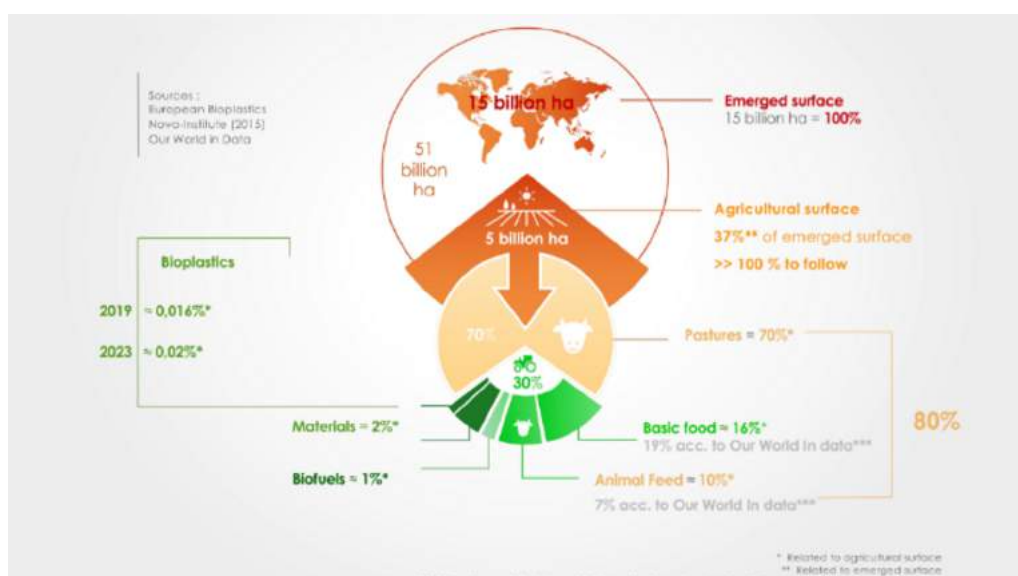 Sources :
European Bioplastics
Nova-Institute (2015)
Our World in Data
15 billion ha
51
billion
ha
Emerged surface
15 billion ha = 100%
5 billion ha
Agricultural surface
37%** of emerged surface
>> 100 % to follow
Bioplastics
2019 ≈ 0,016%*
2023 ≈ 0,02%*
70%
Pastures = 70%*
30%
Materials ≈ 2%*
Basic food ≈ 16%*
19% acc. to Our World In data***
80%
Biofuels ≈ 1%*
Animal Feed ≈ 10%*
7% acc. to Our World In data***
* Related to agricultural surface
** Related to emerged surface